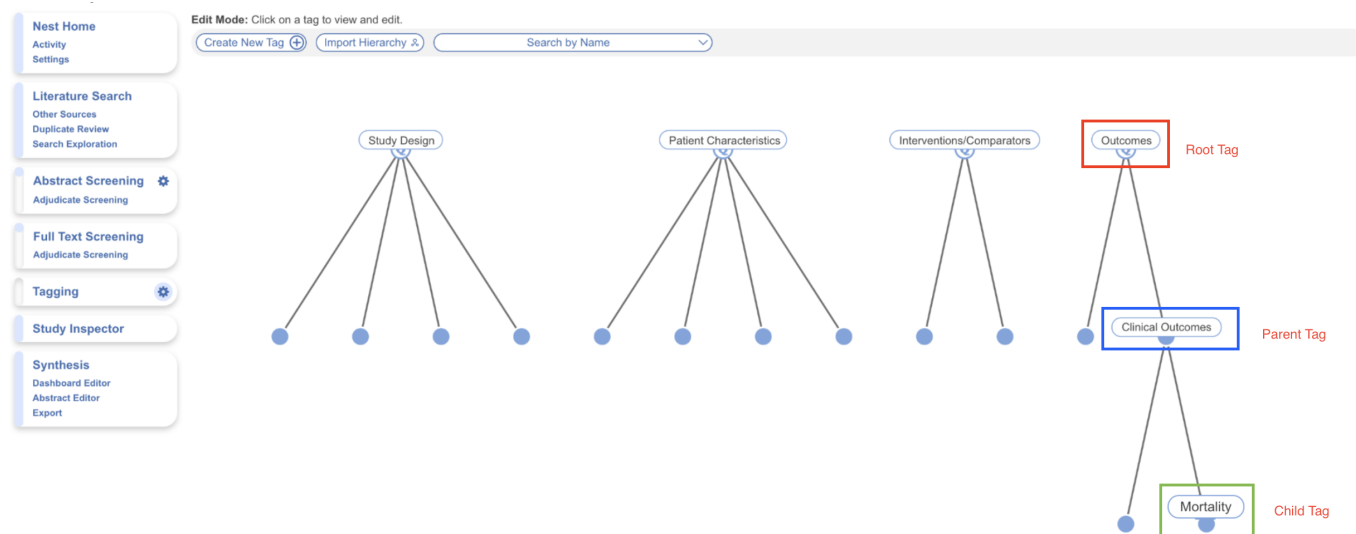 Nest Home
Activity
Settings
Literature Search
Other Sources
Duplicate Review
Search Exploration
Abstract Screening
Adjudicate Screening
Full Text Screening
Adjudicate Screening
Tagging
Study Inspector
Synthesis
Dashboard Editor
Abstract Editor
Export
Edit Mode: Click on a tag to view and edit.
Create New Tag Import Hierarchy Search by Name
Study Design Patient Characteristics Interventions/Comparators Outcomes Root Tag
Clinical Outcomes Parent Tag
Mortality Child Tag